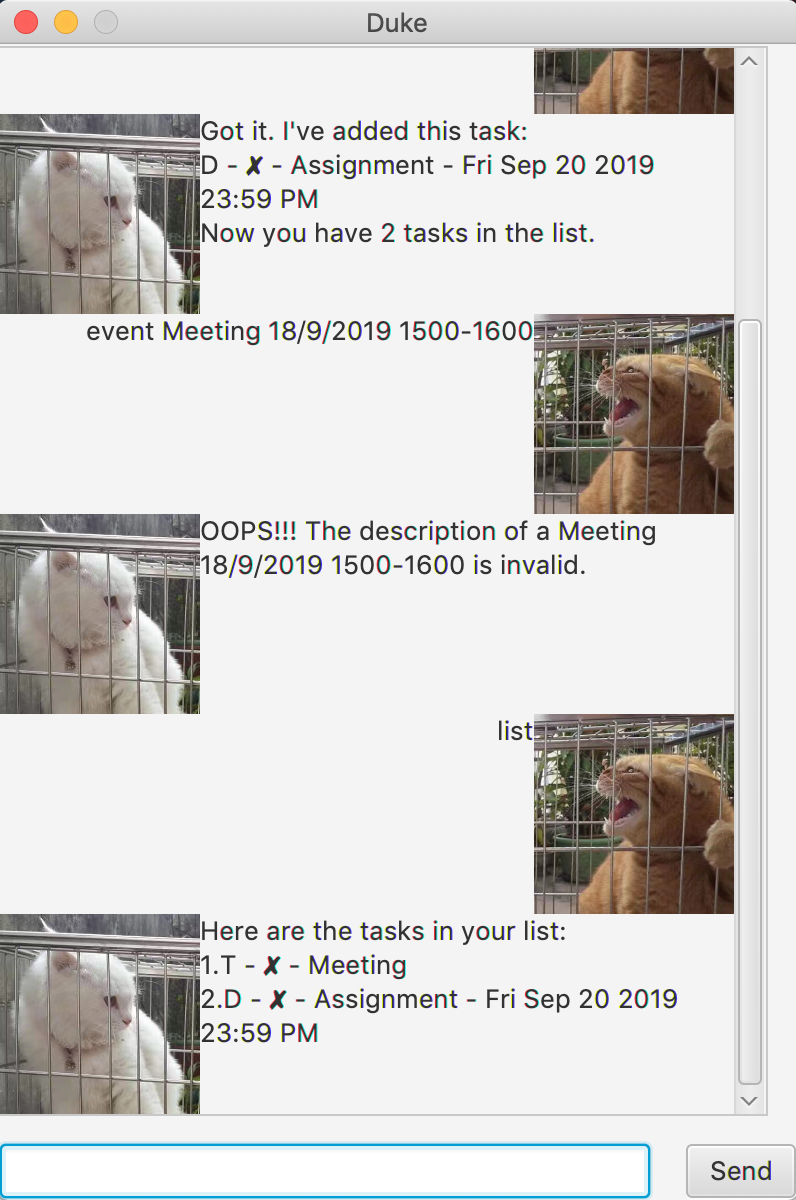 Duke
Got it. I've added this task:
D - ✘ - Assignment - Fri Sep 20 2019
23:59 PM
Now you have 2 tasks in the list.
event Meeting 18/9/2019 1500-1600
OOPS!!! The description of a Meeting
18/9/2019 1500-1600 is invalid.
list
Here are the tasks in your list:
1.T - ✘ - Meeting
2.D - ✘ - Assignment - Fri Sep 20 2019
23:59 PM
Send